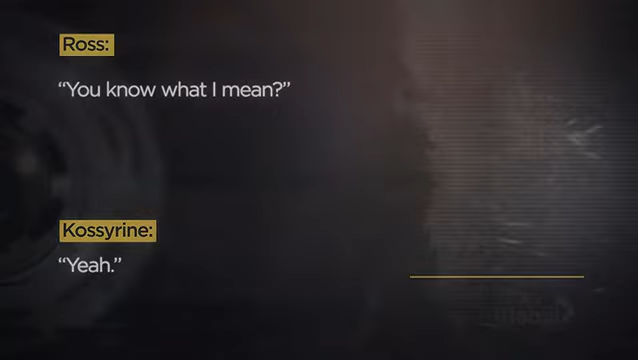 Ross:
“You know what I mean?”
Kossyrine:
“Yeah.”